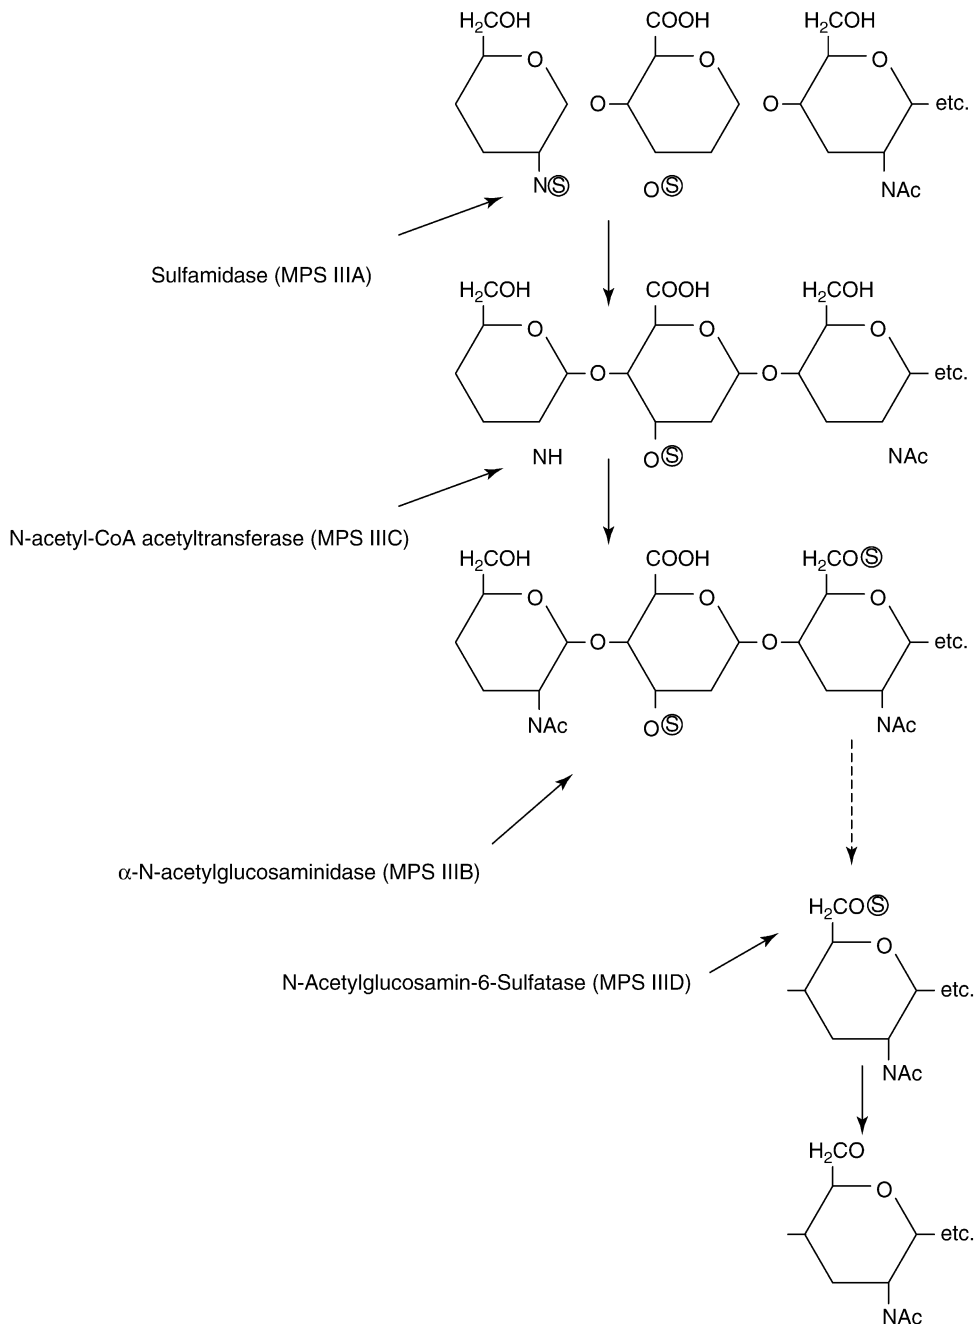 H₂COH COOH H₂COH
O O O
O O etc.
NⓈ OⓈ NAc
Sulfamidase (MPS IIIA)
H₂COH COOH H₂COH
O O O
O O etc.
NH OⓈ NAc
N-acetyl-CoA acetyltransferase (MPS IIIC)
H₂COH COOH H₂COⓈ
O O O
O O etc.
NAc OⓈ NAc
α-N-acetylglucosaminidase (MPS IIIB)
H₂COⓈ
O
N-Acetylglucosamin-6-Sulfatase (MPS IIID)
etc.
NAc
H₂CO
O
etc.
NAc